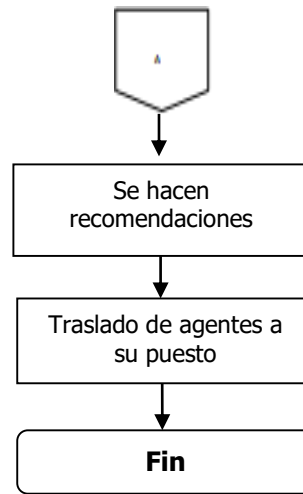 A
Se hacen
recomendaciones
Traslado de agentes a
su puesto
Fin